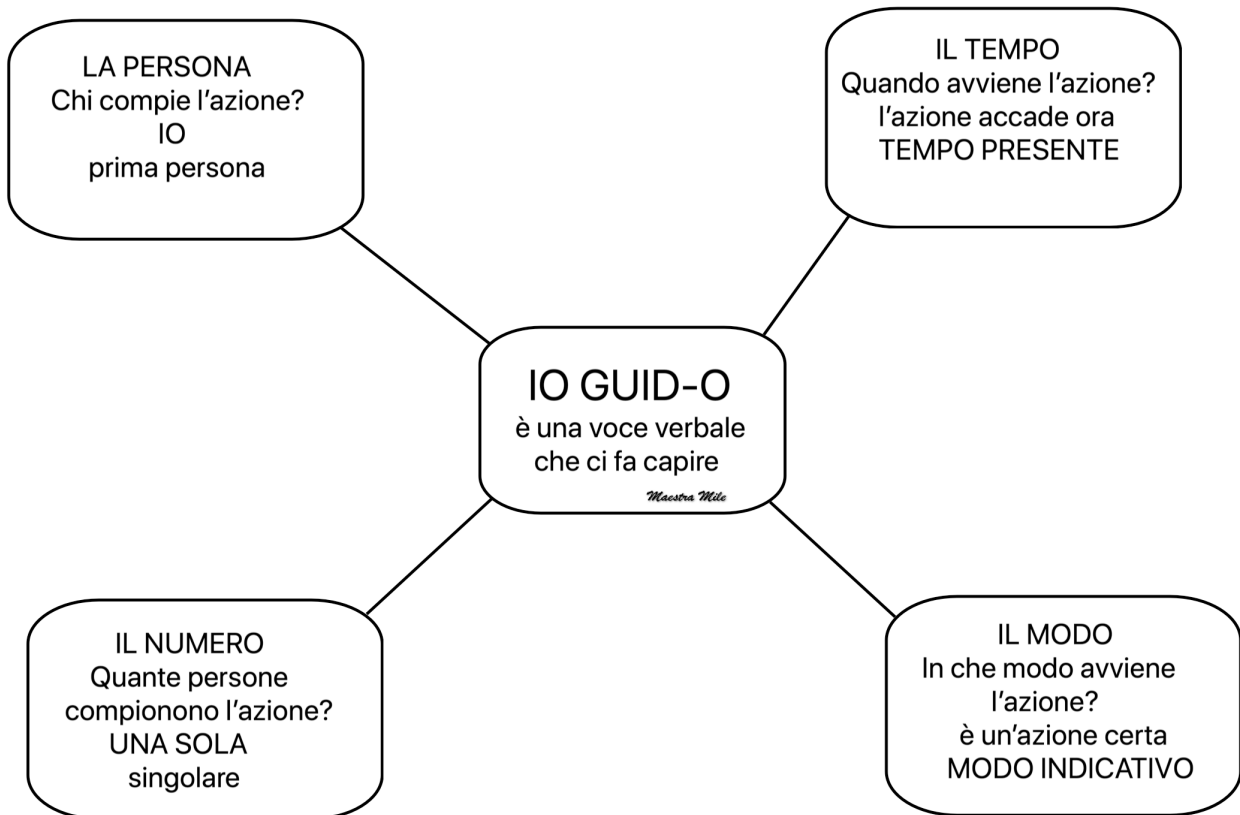 LA PERSONA
Chi compie l'azione?
IO
prima persona
IL TEMPO
Quando avviene l'azione?
l'azione accade ora
TEMPO PRESENTE
IO GUID-O
è una voce verbale
che ci fa capire
Maestra Mile
IL NUMERO
Quante persone
compionono l'azione?
UNA SOLA
singolare
IL MODO
In che modo avviene
l'azione?
è un'azione certa
MODO INDICATIVO